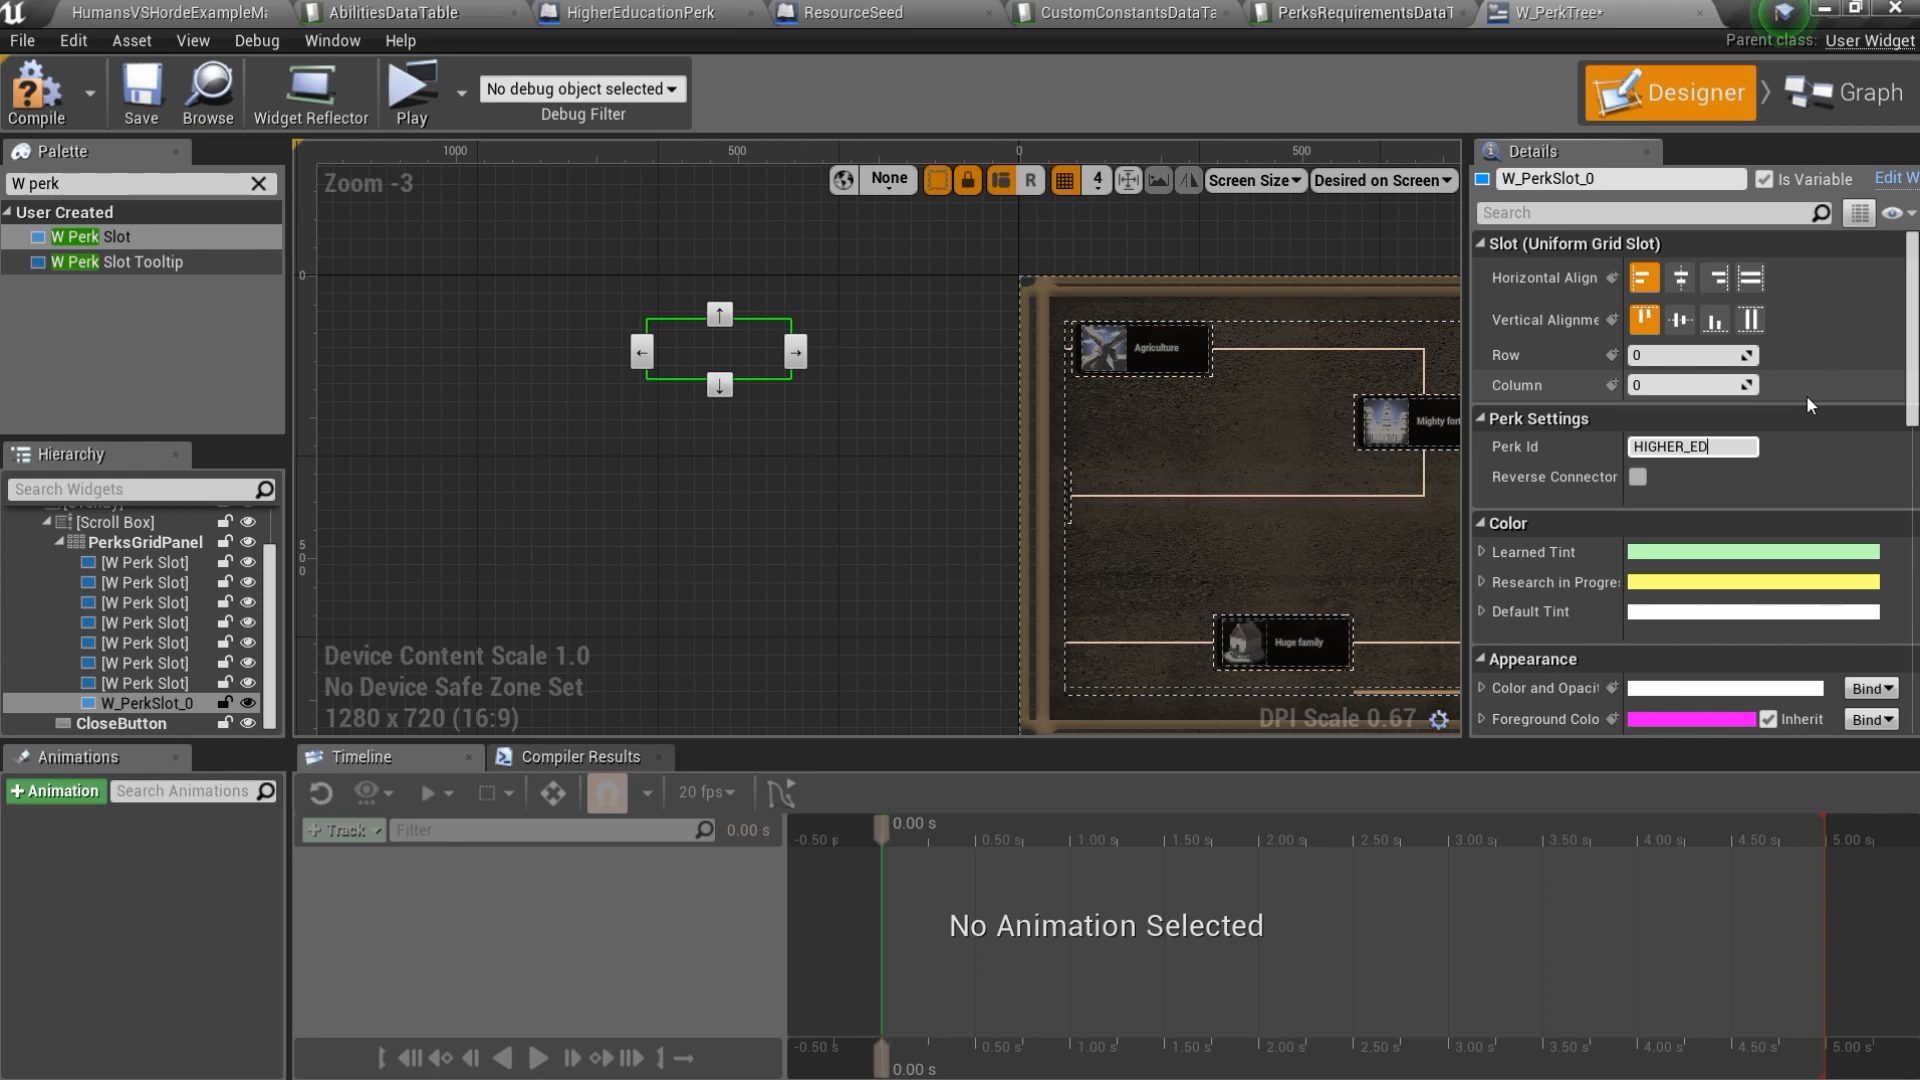 HumansVSHordeExampleMa
AbilitiesDataTable
HigherEducationPerk
ResourceSeed
CustomConstantsDataTa
PerksRequirementsDataT
W_PerkTree*
File Edit Asset View Debug Window Help
Parent class: User Widget
Compile
Save
Browse
Widget Reflector
Play
No debug object selected
Debug Filter
Designer
Graph
Palette
W perk
User Created
W Perk Slot
W Perk Slot Tooltip
Hierarchy
Search Widgets
[Scroll Box]
PerksGridPanel
[W Perk Slot]
[W Perk Slot]
[W Perk Slot]
[W Perk Slot]
[W Perk Slot]
[W Perk Slot]
[W Perk Slot]
W_PerkSlot_0
CloseButton
1000 500 0 500
Zoom -3
None
R
4
Screen Size
Desired on Screen
0
5
0
0
Agriculture
Mighty fort
Huge family
Device Content Scale 1.0
No Device Safe Zone Set
1280 x 720 (16:9)
DPI Scale 0.67
Details
W_PerkSlot_0
Is Variable
Edit W
Search
Slot (Uniform Grid Slot)
Horizontal Align
Vertical Alignme
Row 0
Column 0
Perk Settings
Perk Id HIGHER_ED
Reverse Connector
Color
Learned Tint
Research in Progre
Default Tint
Appearance
Color and Opaci Bind
Foreground Colo Inherit Bind
Animations
+ Animation
Search Animations
Timeline
Compiler Results
20 fps
+ Track
Filter
0.00 s
0.00 s
-0.50 s 0.50 s 1.00 s 1.50 s 2.00 s 2.50 s 3.00 s 3.50 s 4.00 s 4.50 s 5.00 s
No Animation Selected
-0.50 s 0.50 s 1.00 s 1.50 s 2.00 s 2.50 s 3.00 s 3.50 s 4.00 s 4.50 s 5.00 s
0.00 s